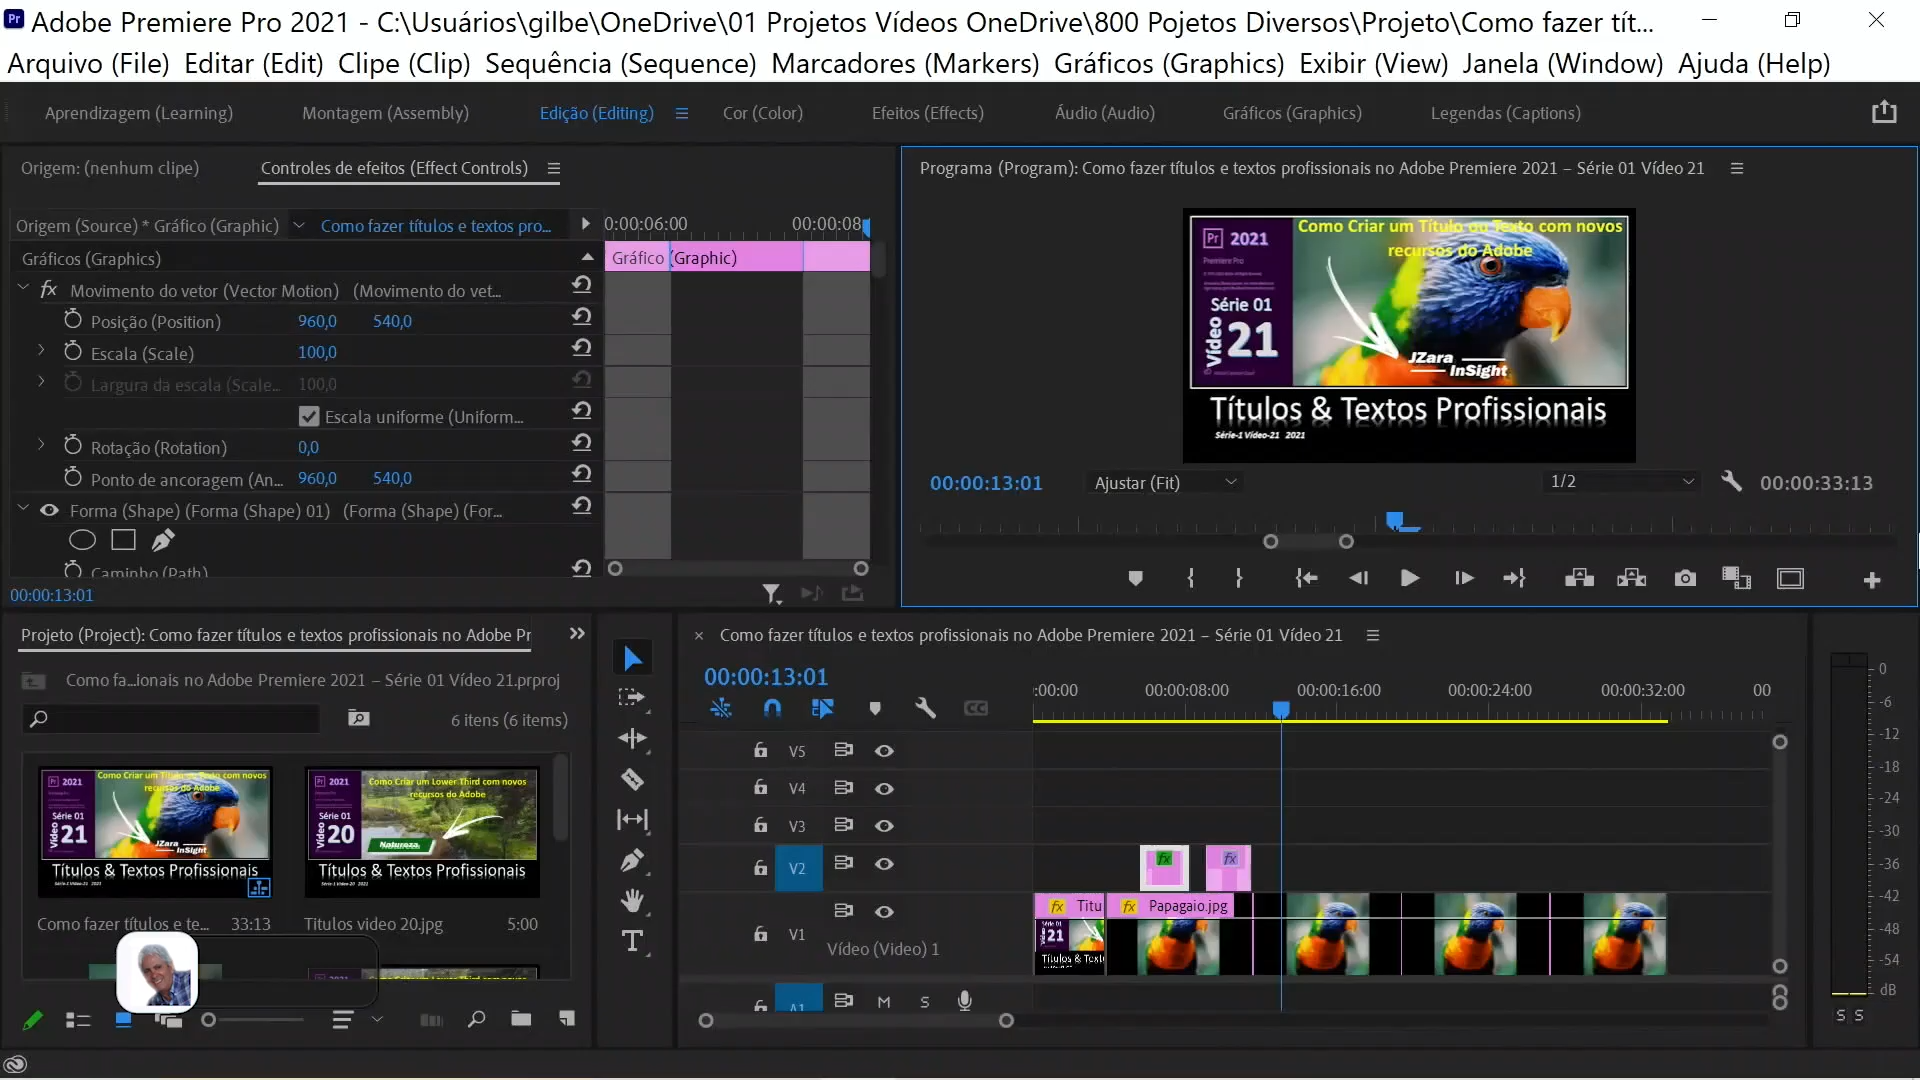 Adobe Premiere Pro 2021 - C:\Usuários\gilbe\OneDrive\01 Projetos Vídeos OneDrive\800 Pojetos Diversos\Projeto\Como fazer tít...
Arquivo (File) Editar (Edit) Clipe (Clip) Sequência (Sequence) Marcadores (Markers) Gráficos (Graphics) Exibir (View) Janela (Window) Ajuda (Help)
Aprendizagem (Learning) Montagem (Assembly) Edição (Editing) Cor (Color) Efeitos (Effects) Áudio (Audio) Gráficos (Graphics) Legendas (Captions)
Origem: (nenhum clipe) Controles de efeitos (Effect Controls)
Origem (Source) * Gráfico (Graphic) Como fazer títulos e textos pro...
0:00:06:00 00:00:08
Gráficos (Graphics)
Gráfico (Graphic)
fx Movimento do vetor (Vector Motion) (Movimento do vet...
Posição (Position) 960,0 540,0
Escala (Scale) 100,0
Largura da escala (Scale... 100,0
Escala uniforme (Uniform...
Rotação (Rotation) 0,0
Ponto de ancoragem (An... 960,0 540,0
Forma (Shape) (Forma (Shape) 01) (Forma (Shape) (For...
Caminho (Path)
00:00:13:01
Programa (Program): Como fazer títulos e textos profissionais no Adobe Premiere 2021 – Série 01 Vídeo 21
Como Criar um Título ou Texto com novos
recursos do Adobe
Pr 2021
Premiere Pro
Série 01
Vídeo 21
JZara
InSight
Títulos & Textos Profissionais
Série-1 Vídeo-21 2021
00:00:13:01 Ajustar (Fit) 1/2 00:00:33:13
Projeto (Project): Como fazer títulos e textos profissionais no Adobe Pr
Como fa...ionais no Adobe Premiere 2021 – Série 01 Vídeo 21.prproj
6 itens (6 items)
Pr 2021
Como Criar um Título ou Texto com novos
recursos do Adobe
Série 01
Vídeo 21
JZara
InSight
Títulos & Textos Profissionais
Pr 2021
Como Criar um Lower Third com novos
recursos do Adobe
Série 01
Vídeo 20
Natureza
Títulos & Textos Profissionais
Como fazer títulos e te... 33:13
Titulos video 20.jpg 5:00
Como fazer títulos e textos profissionais no Adobe Premiere 2021 – Série 01 Vídeo 21
00:00:13:01
:00:00 00:00:08:00 00:00:16:00 00:00:24:00 00:00:32:00 00
V5
V4
V3
V2 fx fx
V1 Vídeo (Video) 1
fx Titu fx Papagaio.jpg
Série 01
21
Títulos & Text
A1 M S
0
-6
-12
-18
-24
-30
-36
-42
-48
-54
dB
S S